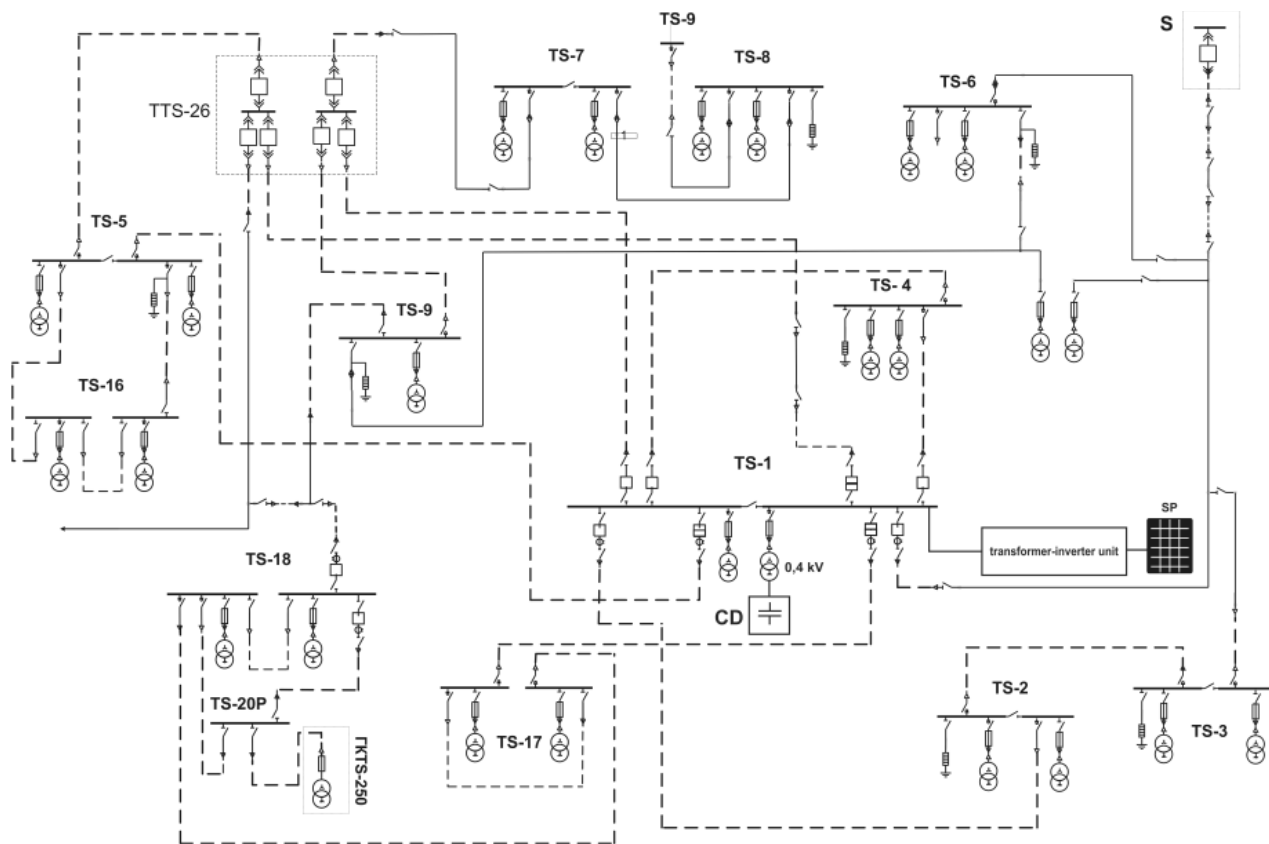 TS-9
S
TS-7
TS-8
TS-6
TTS-26
1
TS-5
TS-9
TS- 4
TS-16
TS-1
SP
transformer-inverter unit
0,4 kV
TS-18
CD
TS-20P
ГКТS-250
TS-17
TS-2
TS-3